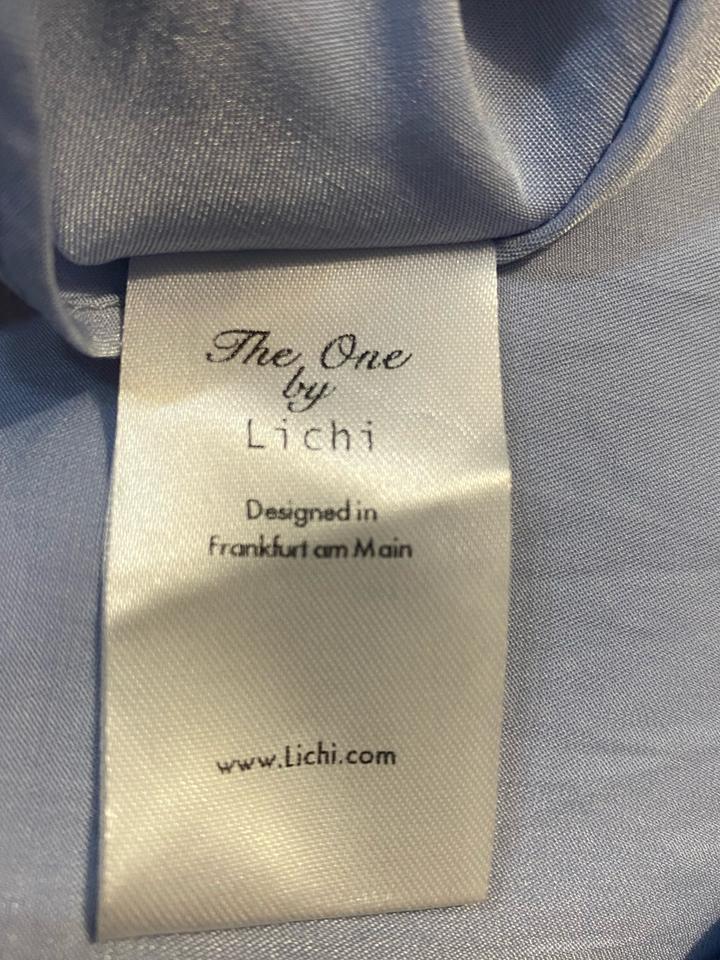 The One
by
Lichi
Designed in
Frankfurt am Main
www.Lichi.com